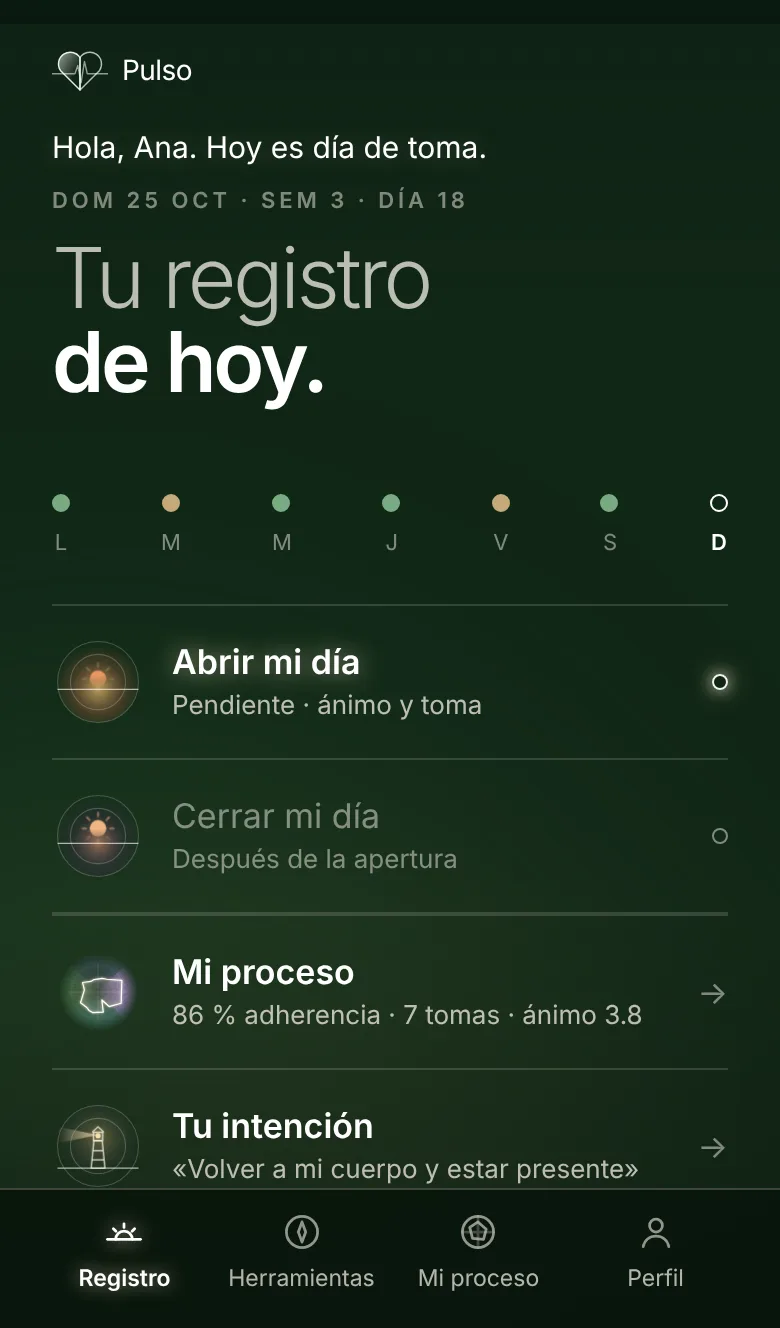 Pulso
Hola, Ana. Hoy es día de toma.
DOM 25 OCT · SEM 3 · DÍA 18
Tu registro
de hoy.
L M M J V S D
Abrir mi día
Pendiente · ánimo y toma
Cerrar mi día
Después de la apertura
Mi proceso
86 % adherencia · 7 tomas · ánimo 3.8
Tu intención
«Volver a mi cuerpo y estar presente»
Registro Herramientas Mi proceso Perfil